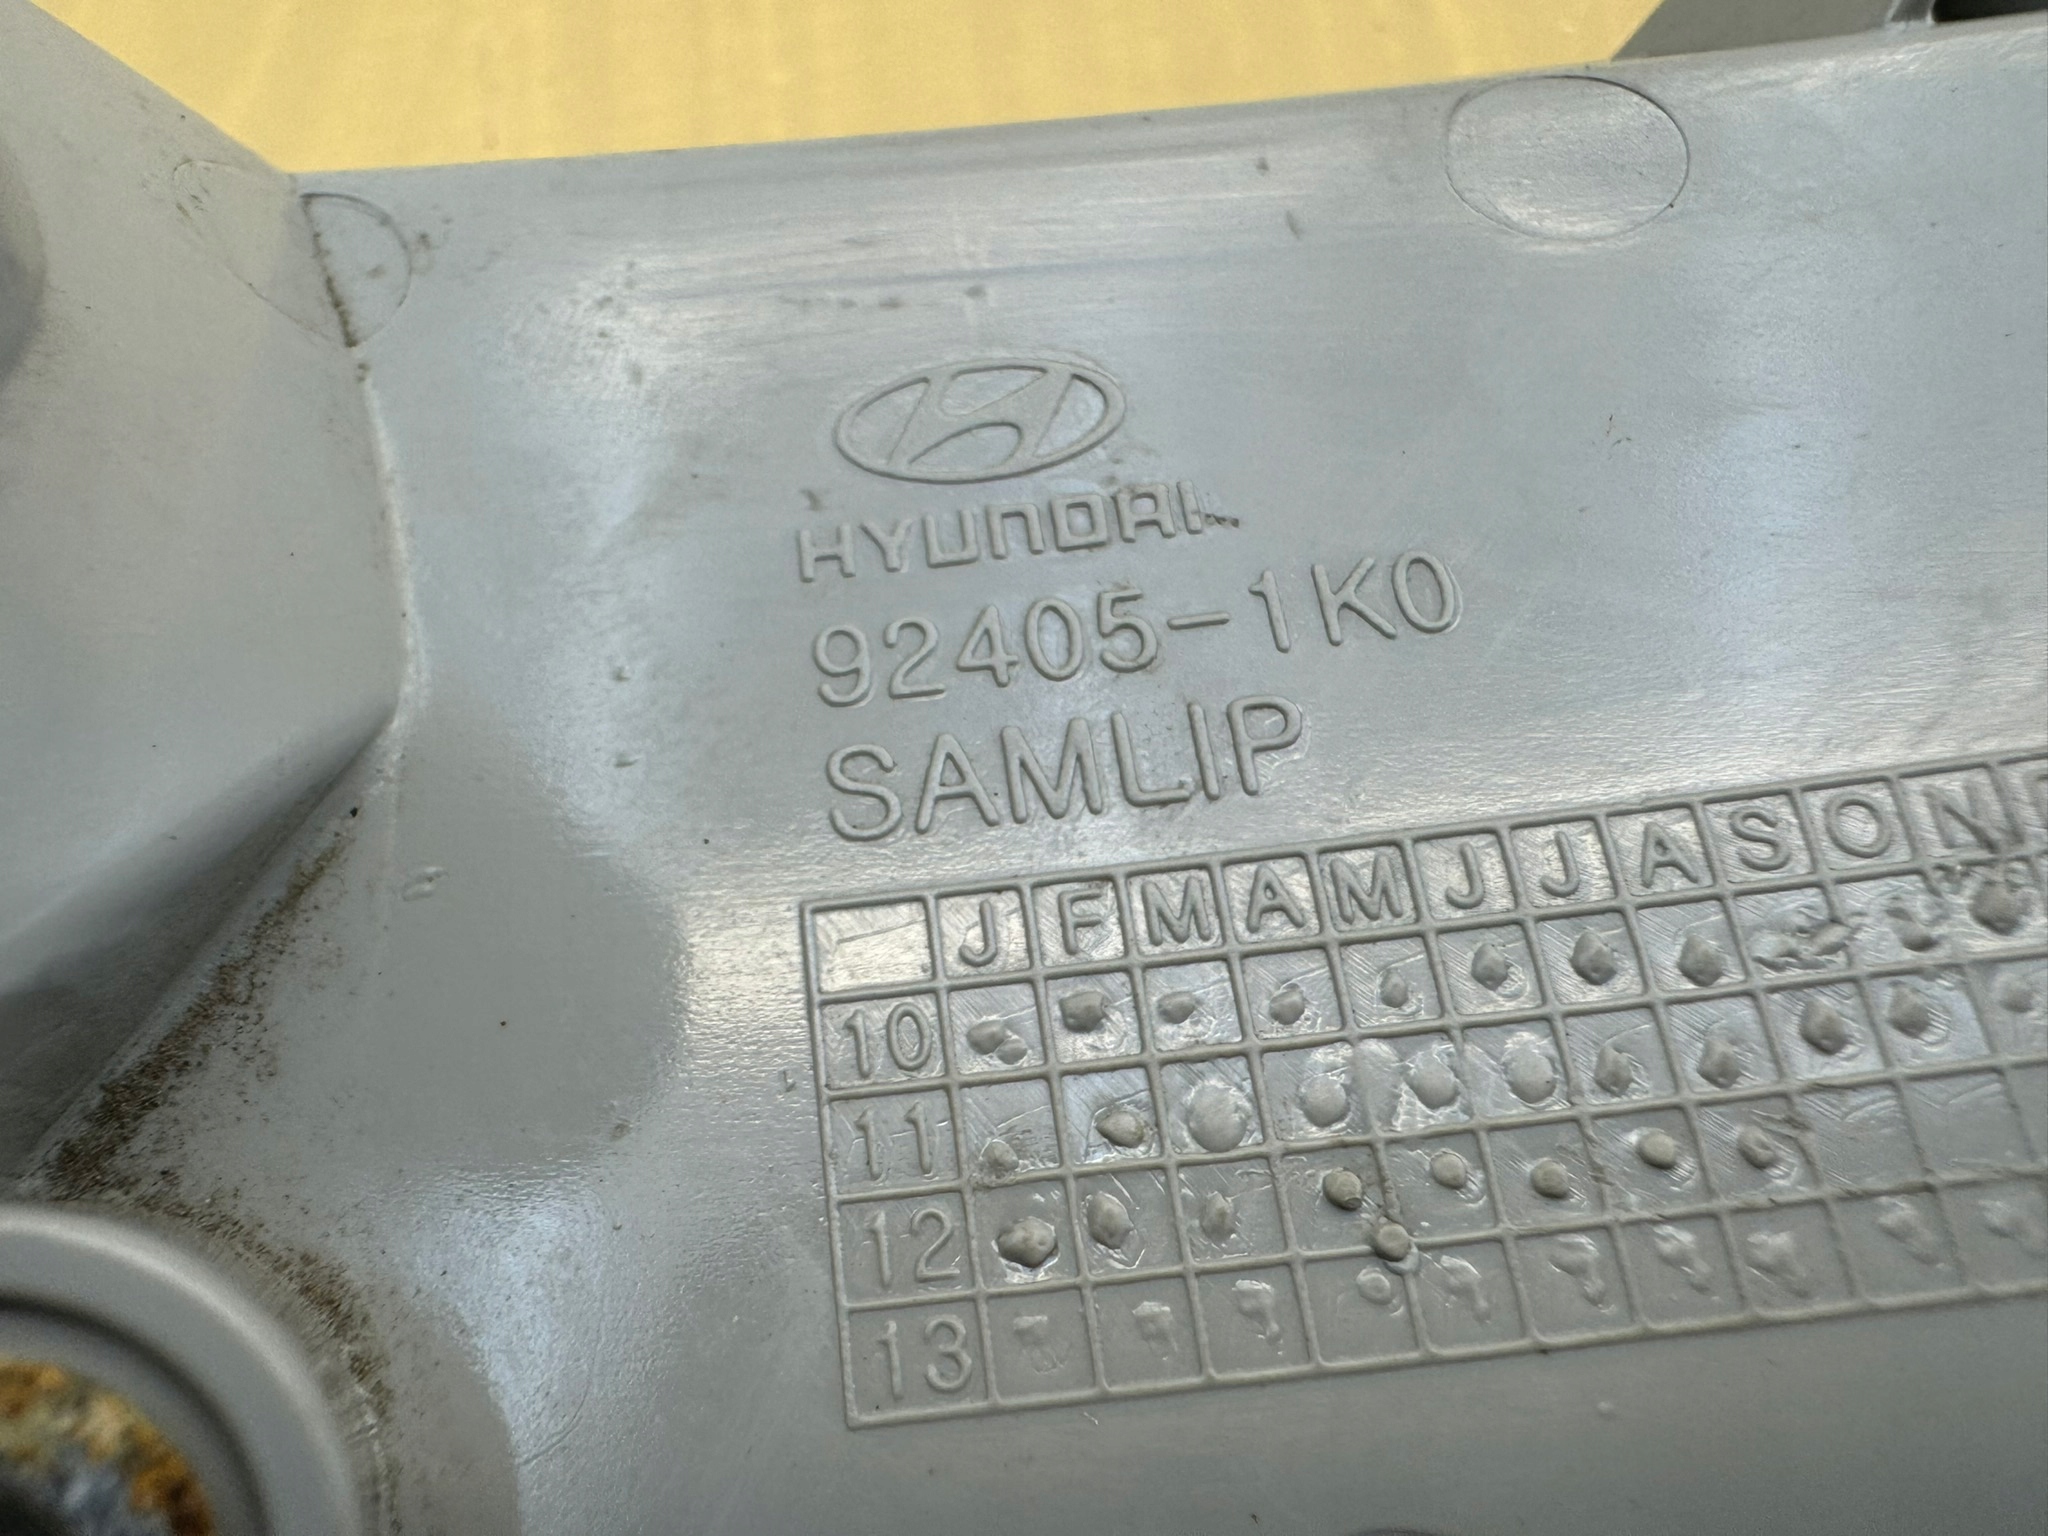 HYUNDAI
92405-1K0
SAMLIP
J F M A M J J A S O N
10
11
12
13